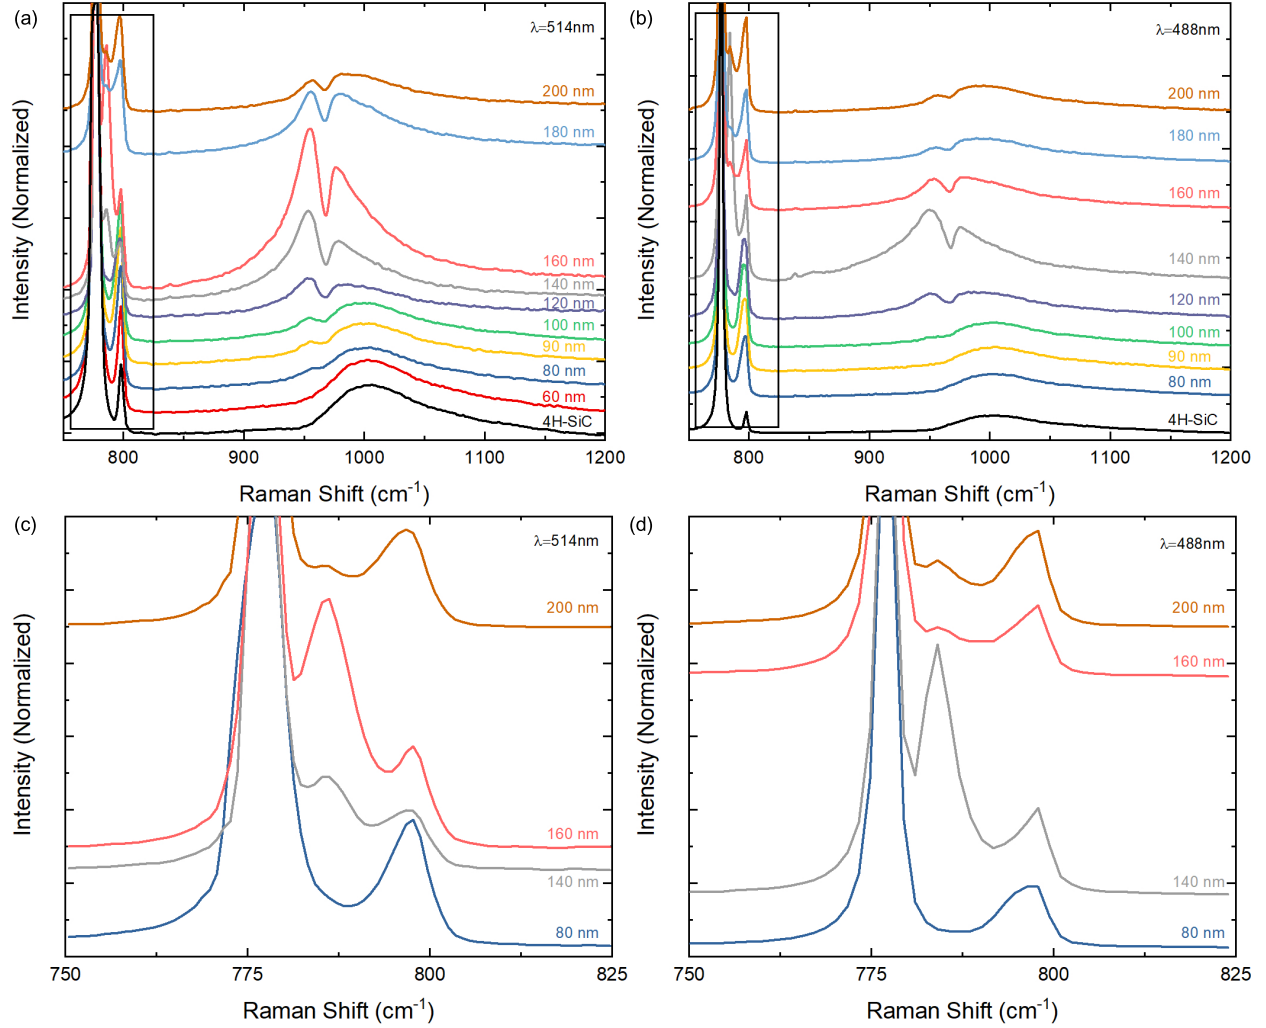 (a)
λ=514nm
200 nm
180 nm
160 nm
140 nm
120 nm
100 nm
90 nm
80 nm
60 nm
4H-SiC
Intensity (Normalized)
800 900 1000 1100 1200
Raman Shift (cm⁻¹)
(b)
λ=488nm
200 nm
180 nm
160 nm
140 nm
120 nm
100 nm
90 nm
80 nm
4H-SiC
Intensity (Normalized)
800 900 1000 1100 1200
Raman Shift (cm⁻¹)
(c)
λ=514nm
200 nm
160 nm
140 nm
80 nm
Intensity (Normalized)
750 775 800 825
Raman Shift (cm⁻¹)
(d)
λ=488nm
200 nm
160 nm
140 nm
80 nm
Intensity (Normalized)
750 775 800 825
Raman Shift (cm⁻¹)